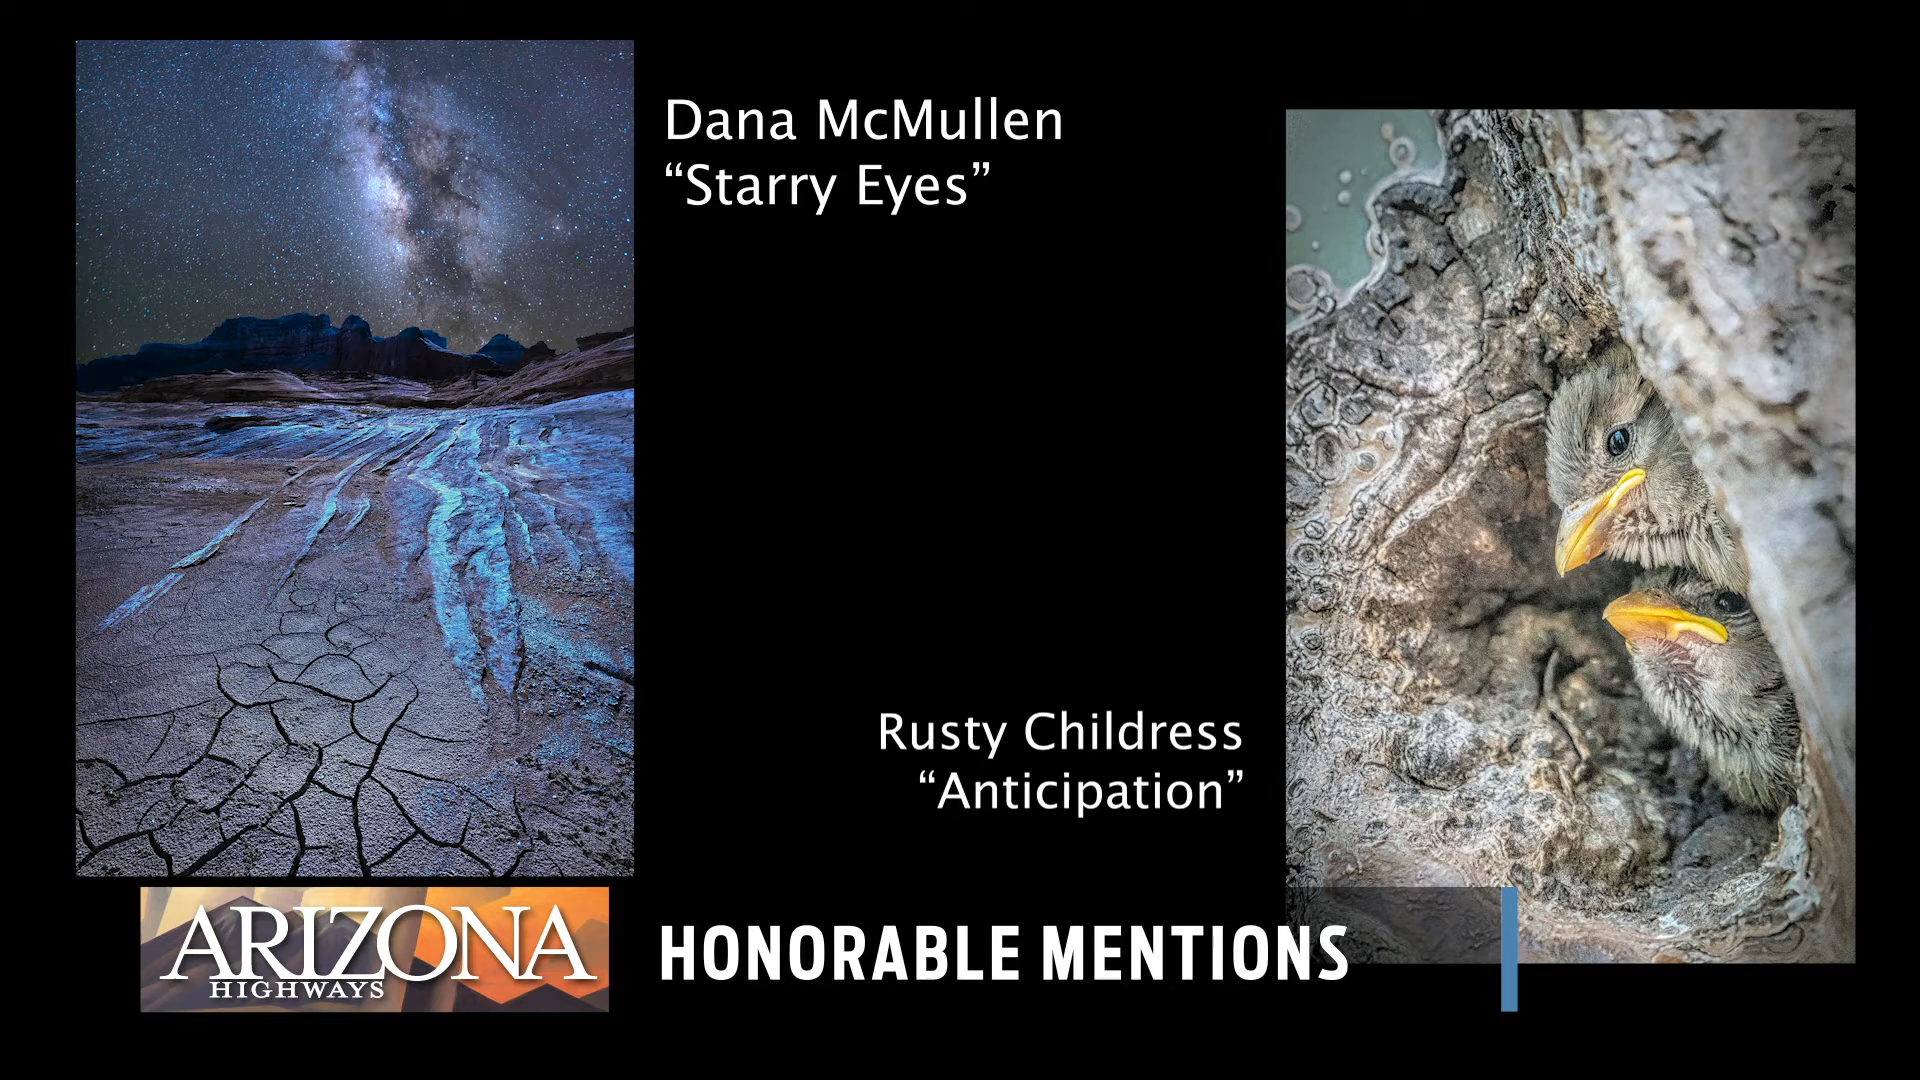 Dana McMullen
“Starry Eyes”
Rusty Childress
“Anticipation”
ARIZONA
HIGHWAYS
HONORABLE MENTIONS